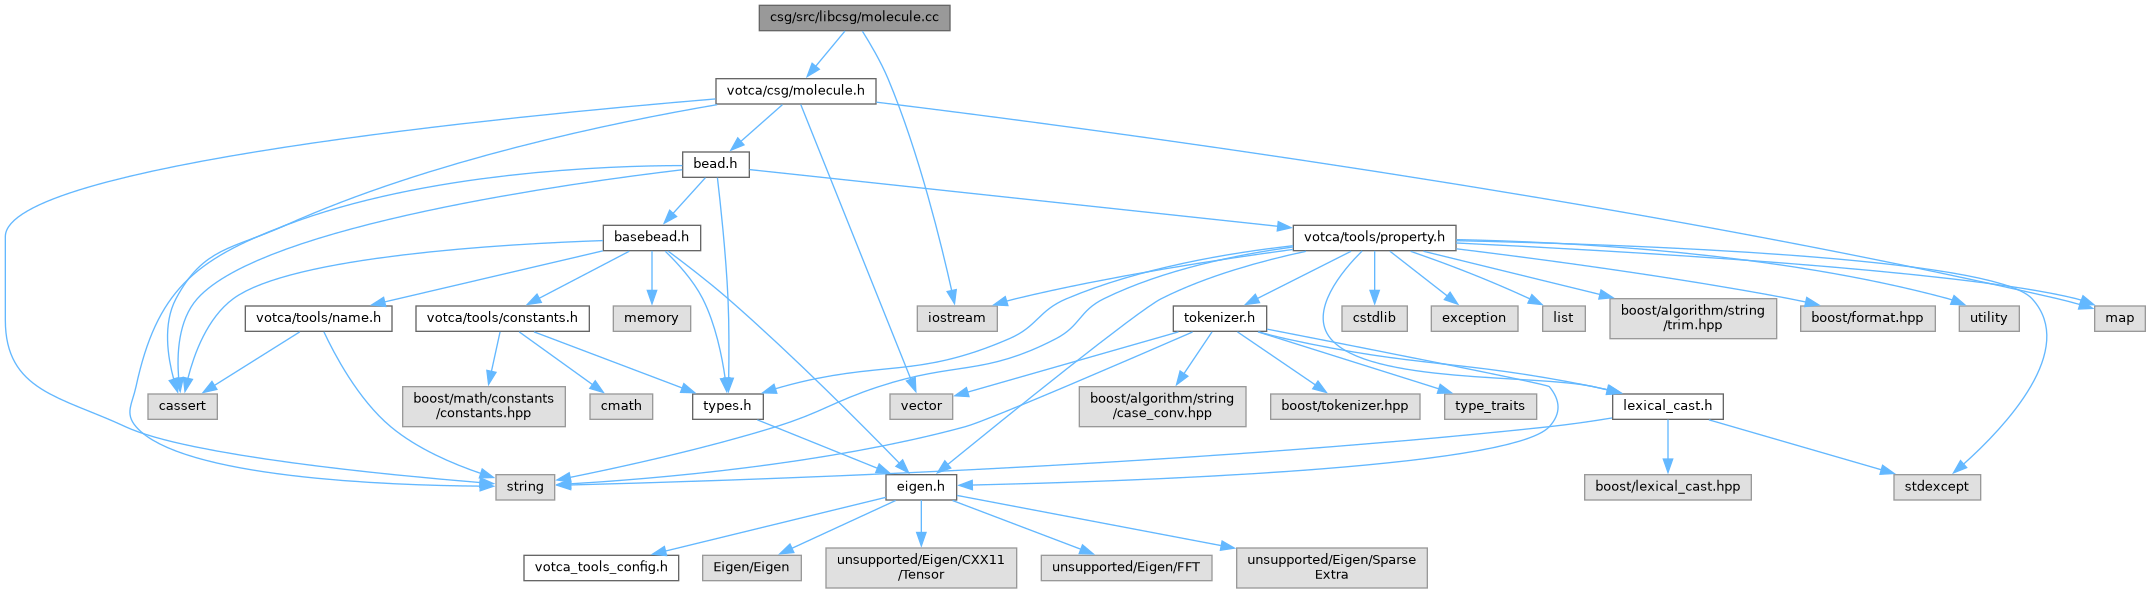 csg/src/libcsg/molecule.cc
votca/csg/molecule.h
bead.h
basebead.h
votca/tools/property.h
votca/tools/name.h
votca/tools/constants.h
memory
iostream
tokenizer.h
cstdlib
exception
list
boost/algorithm/string
/trim.hpp
boost/format.hpp
utility
map
cassert
boost/math/constants
/constants.hpp
cmath
types.h
vector
boost/algorithm/string
/case_conv.hpp
boost/tokenizer.hpp
type_traits
lexical_cast.h
string
eigen.h
boost/lexical_cast.hpp
stdexcept
votca_tools_config.h
Eigen/Eigen
unsupported/Eigen/CXX11
/Tensor
unsupported/Eigen/FFT
unsupported/Eigen/Sparse
Extra